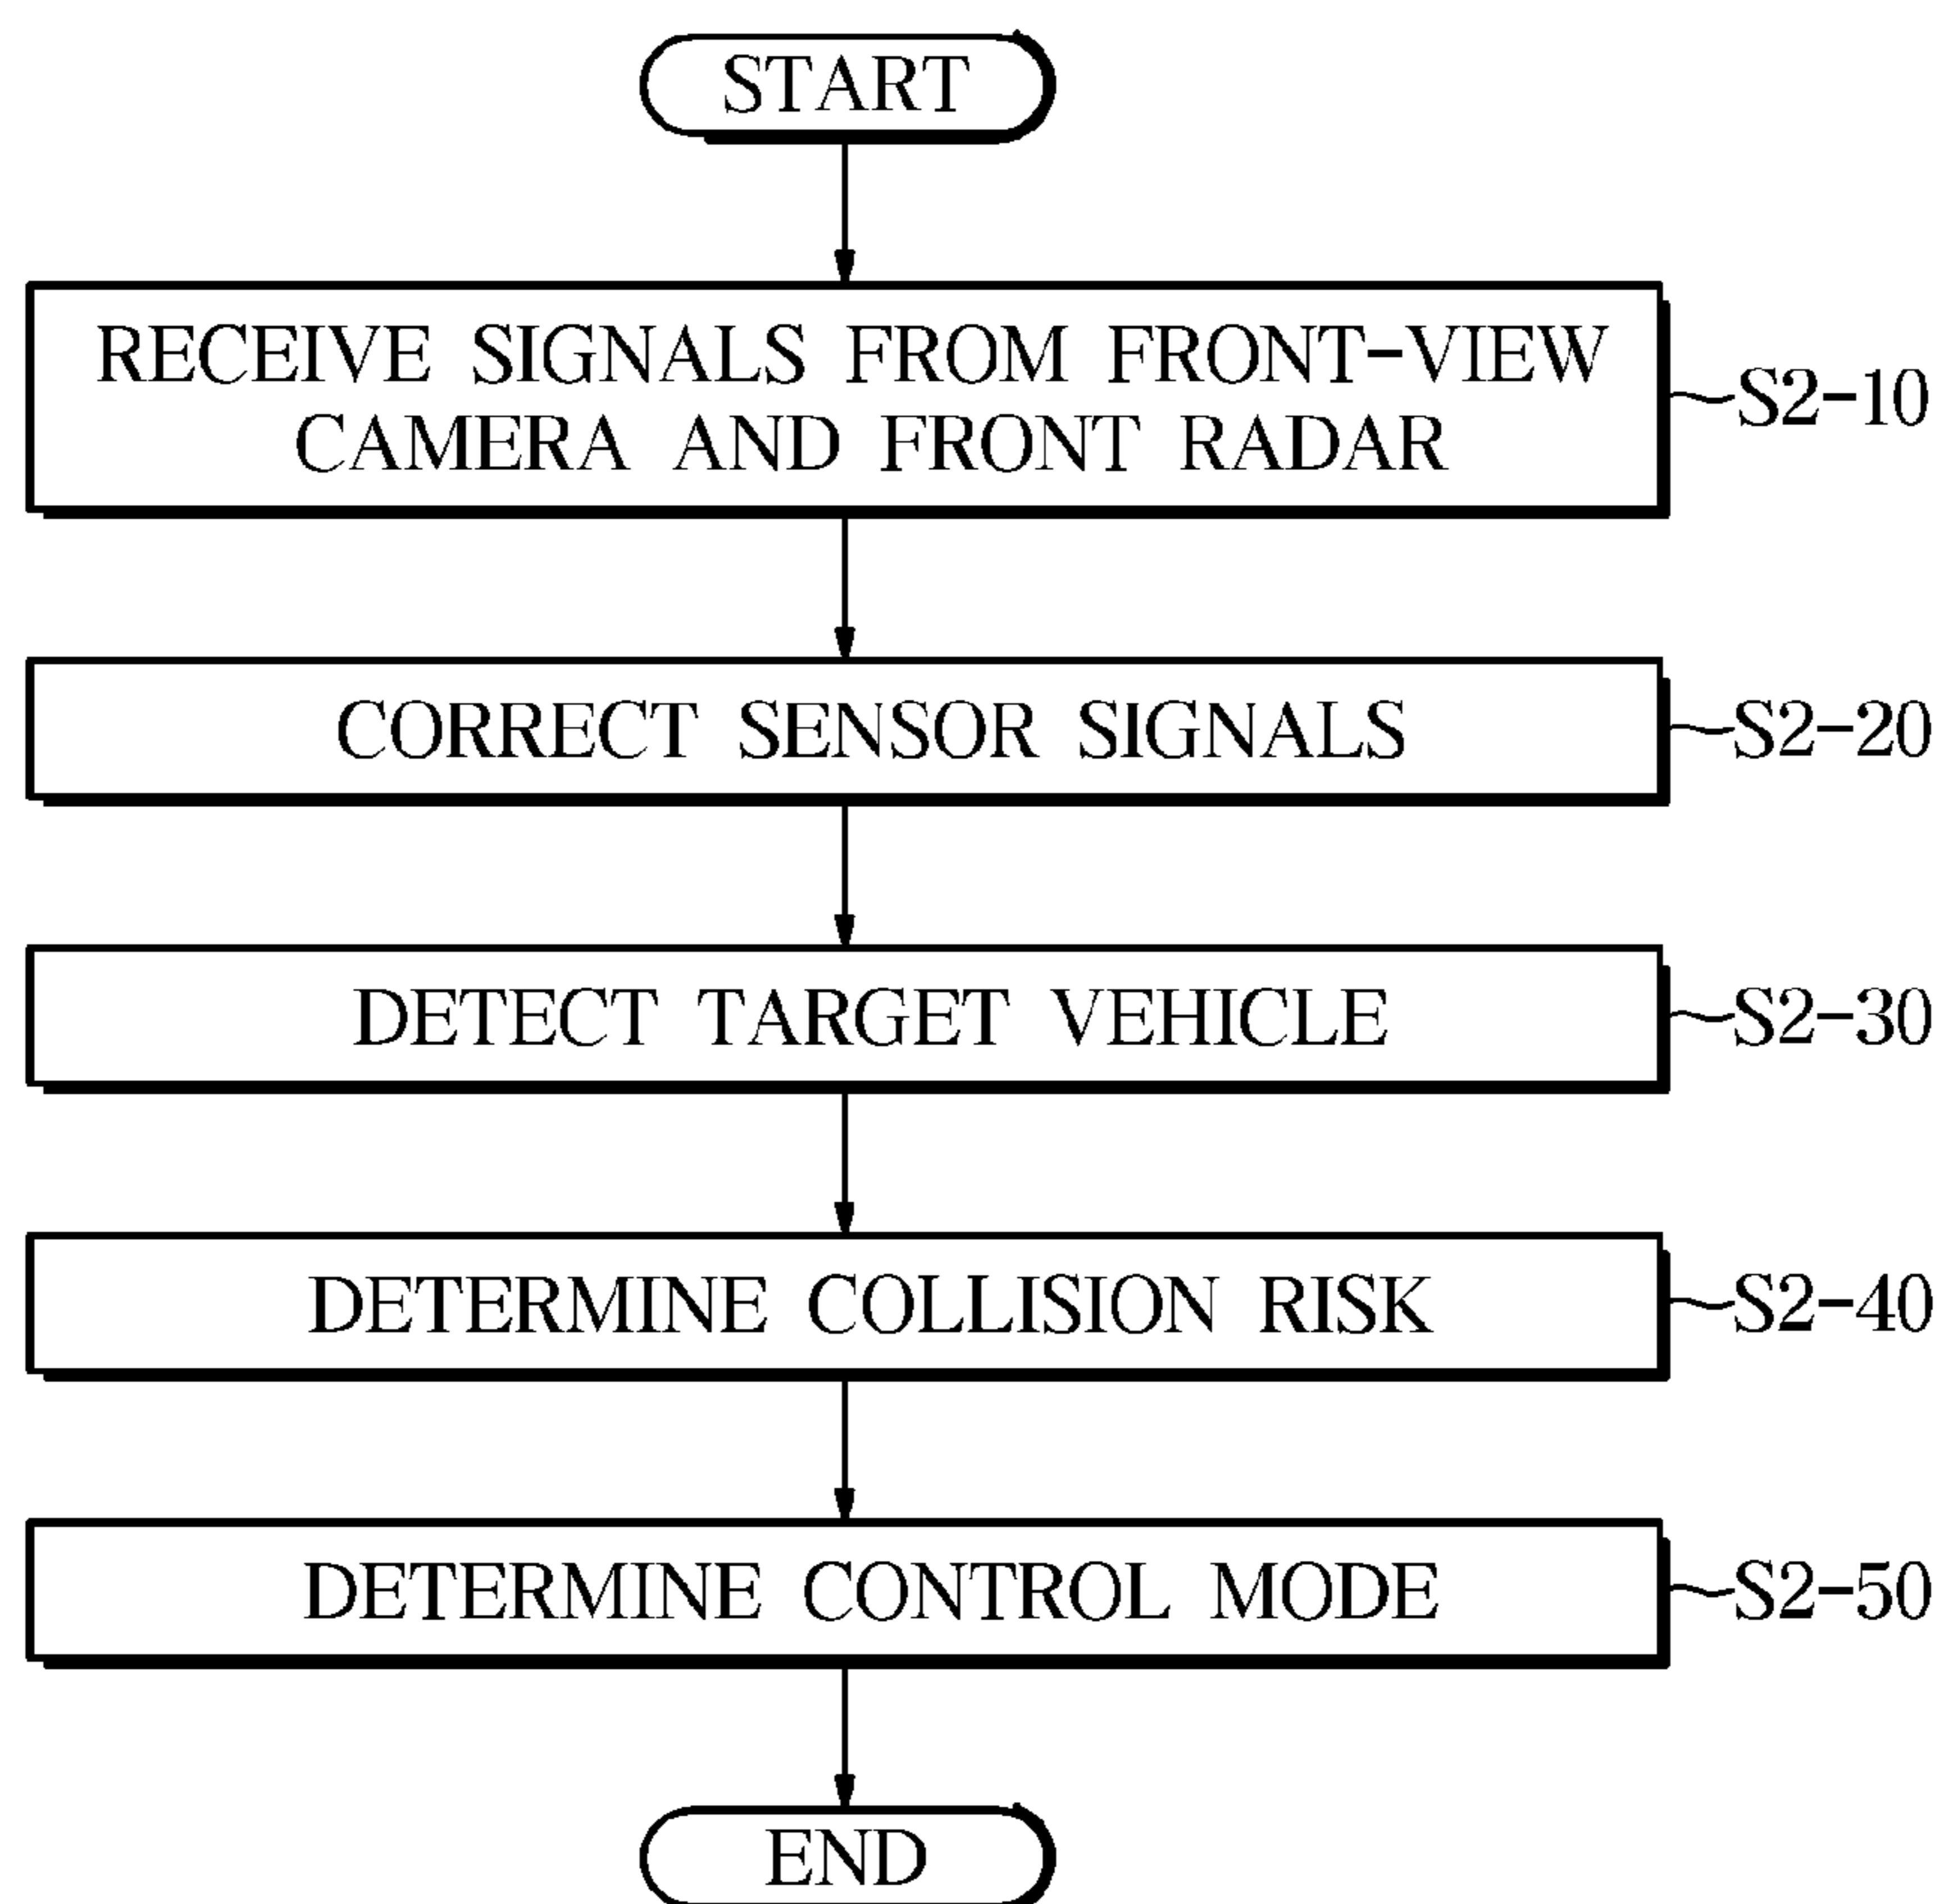 START
RECEIVE SIGNALS FROM FRONT-VIEW
CAMERA AND FRONT RADAR
S2-10
CORRECT SENSOR SIGNALS
S2-20
DETECT TARGET VEHICLE
S2-30
DETERMINE COLLISION RISK
S2-40
DETERMINE CONTROL MODE
S2-50
END